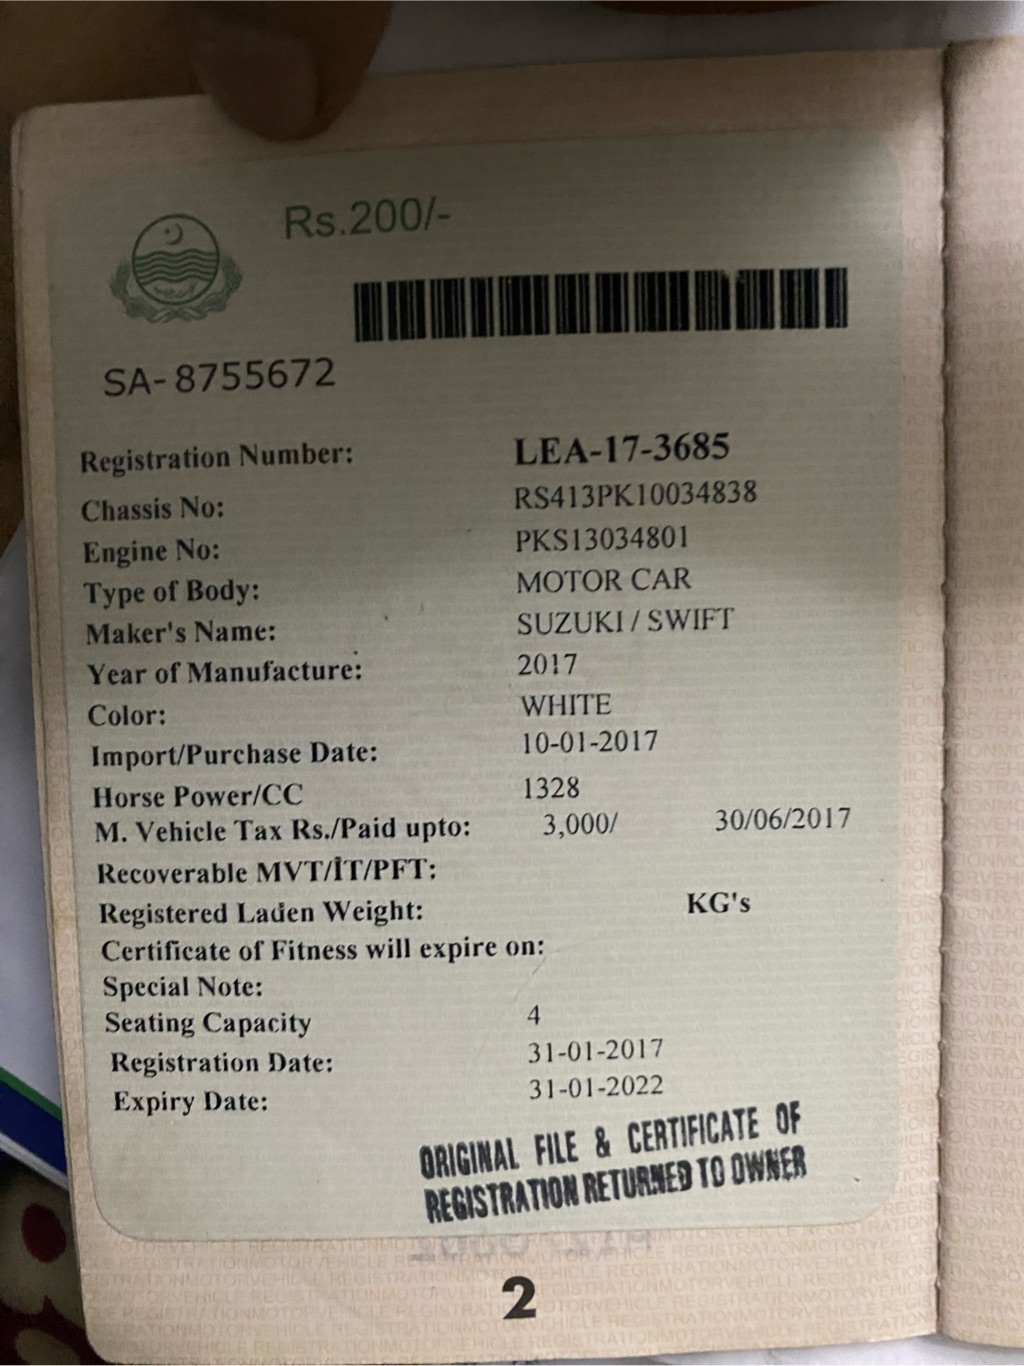 Rs.200/-
SA- 8755672
Registration Number: LEA-17-3685
Chassis No: RS413PK10034838
Engine No: PKS13034801
Type of Body: MOTOR CAR
Maker's Name: SUZUKI / SWIFT
Year of Manufacture: 2017
Color: WHITE
Import/Purchase Date: 10-01-2017
Horse Power/CC 1328
M. Vehicle Tax Rs./Paid upto: 3,000/ 30/06/2017
Recoverable MVT/IT/PFT:
Registered Laden Weight: KG's
Certificate of Fitness will expire on:
Special Note:
Seating Capacity 4
Registration Date: 31-01-2017
Expiry Date: 31-01-2022
ORIGINAL FILE & CERTIFICATE OF
REGISTRATION RETURNED TO OWNER
2